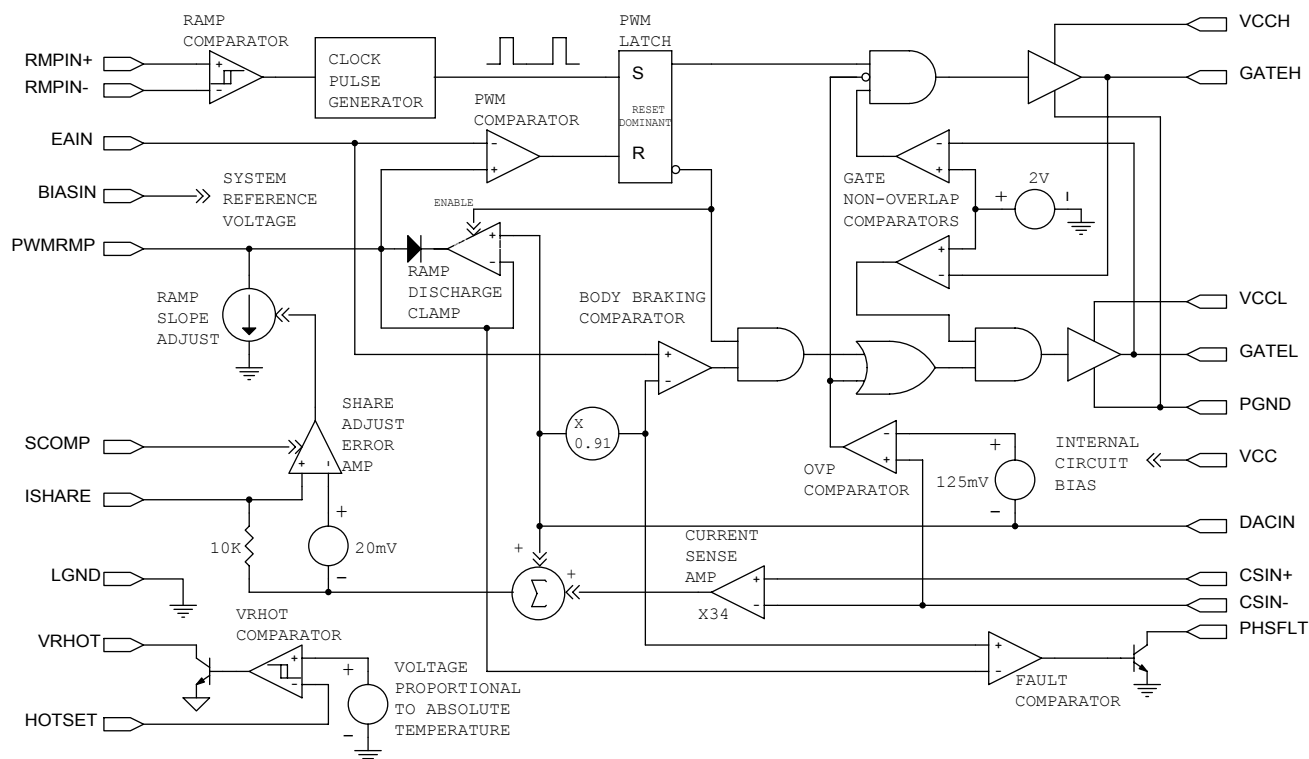 RAMP
COMPARATOR
RMPIN+
RMPIN-
+
-
CLOCK
PULSE
GENERATOR
PWM
LATCH
S
RESET
DOMINANT
R
VCCH
GATEH
EAIN
PWM
COMPARATOR
-
+
BIASIN
SYSTEM
REFERENCE
VOLTAGE
ENABLE
-
+
GATE
NON-OVERLAP
COMPARATORS
+
-
2V
+
-
PWMRMP
+
-
RAMP
DISCHARGE
CLAMP
RAMP
SLOPE
ADJUST
BODY BRAKING
COMPARATOR
+
-
VCCL
GATEL
PGND
SCOMP
SHARE
ADJUST
ERROR
AMP
+
-
X
0.91
-
+
OVP
COMPARATOR
+
125mV
-
INTERNAL
CIRCUIT
BIAS
VCC
ISHARE
10K
+
20mV
-
DACIN
+
Σ
+
CURRENT
SENSE
AMP
X34
+
-
CSIN+
CSIN-
LGND
PHSFLT
VRHOT
VRHOT
COMPARATOR
+
-
+
-
VOLTAGE
PROPORTIONAL
TO ABSOLUTE
TEMPERATURE
+
-
FAULT
COMPARATOR
HOTSET